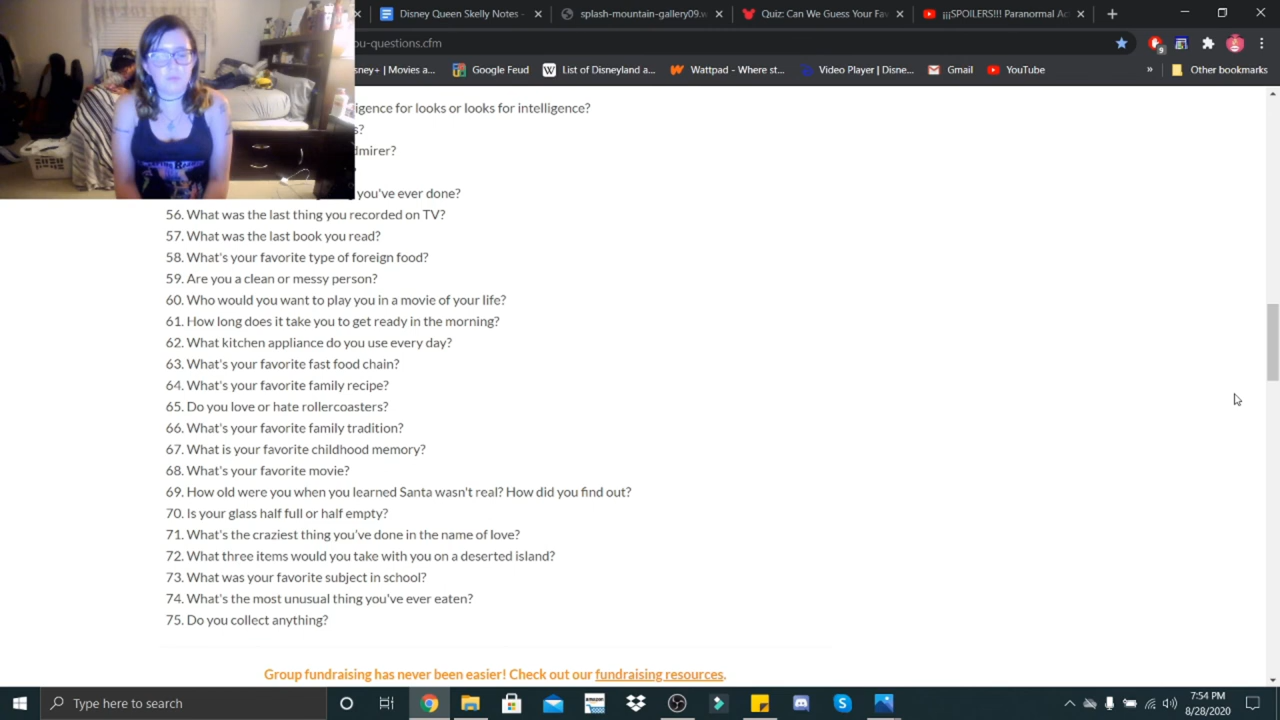 Disney Queen Skelly Notes -
splash-mountain-gallery09.w
Quiz: Can We Guess Your Fav
¡¡¡SPOILERS!!! Paranormal Ac
ou-questions.cfm
sney+ | Movies a...
Google Feud
List of Disneyland a...
Wattpad - Where st...
Video Player | Disne...
Gmail
YouTube
»
Other bookmarks
igence for looks or looks for intelligence?
s?
dmirer?
you've ever done?
56. What was the last thing you recorded on TV?
57. What was the last book you read?
58. What's your favorite type of foreign food?
59. Are you a clean or messy person?
60. Who would you want to play you in a movie of your life?
61. How long does it take you to get ready in the morning?
62. What kitchen appliance do you use every day?
63. What's your favorite fast food chain?
64. What's your favorite family recipe?
65. Do you love or hate rollercoasters?
66. What's your favorite family tradition?
67. What is your favorite childhood memory?
68. What's your favorite movie?
69. How old were you when you learned Santa wasn't real? How did you find out?
70. Is your glass half full or half empty?
71. What's the craziest thing you've done in the name of love?
72. What three items would you take with you on a deserted island?
73. What was your favorite subject in school?
74. What's the most unusual thing you've ever eaten?
75. Do you collect anything?
Group fundraising has never been easier! Check out our fundraising resources.
Type here to search
7:54 PM
8/28/2020